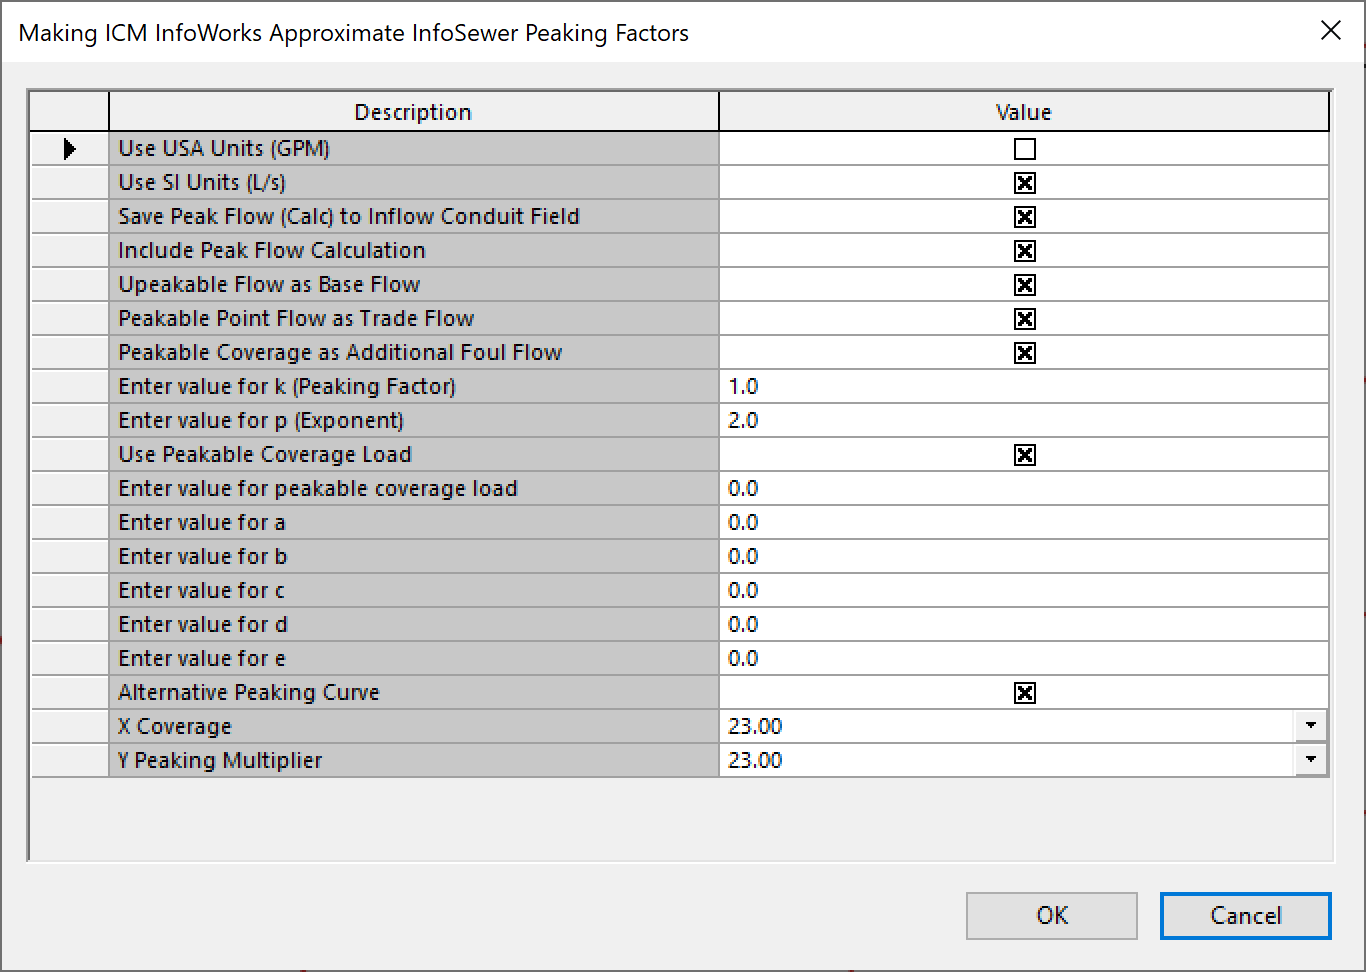 Making ICM InfoWorks Approximate InfoSewer Peaking Factors
Description Value
Use USA Units (GPM)
Use SI Units (L/s)
Save Peak Flow (Calc) to Inflow Conduit Field
Include Peak Flow Calculation
Upeakable Flow as Base Flow
Peakable Point Flow as Trade Flow
Peakable Coverage as Additional Foul Flow
Enter value for k (Peaking Factor) 1.0
Enter value for p (Exponent) 2.0
Use Peakable Coverage Load
Enter value for peakable coverage load 0.0
Enter value for a 0.0
Enter value for b 0.0
Enter value for c 0.0
Enter value for d 0.0
Enter value for e 0.0
Alternative Peaking Curve
X Coverage 23.00
Y Peaking Multiplier 23.00
OK Cancel